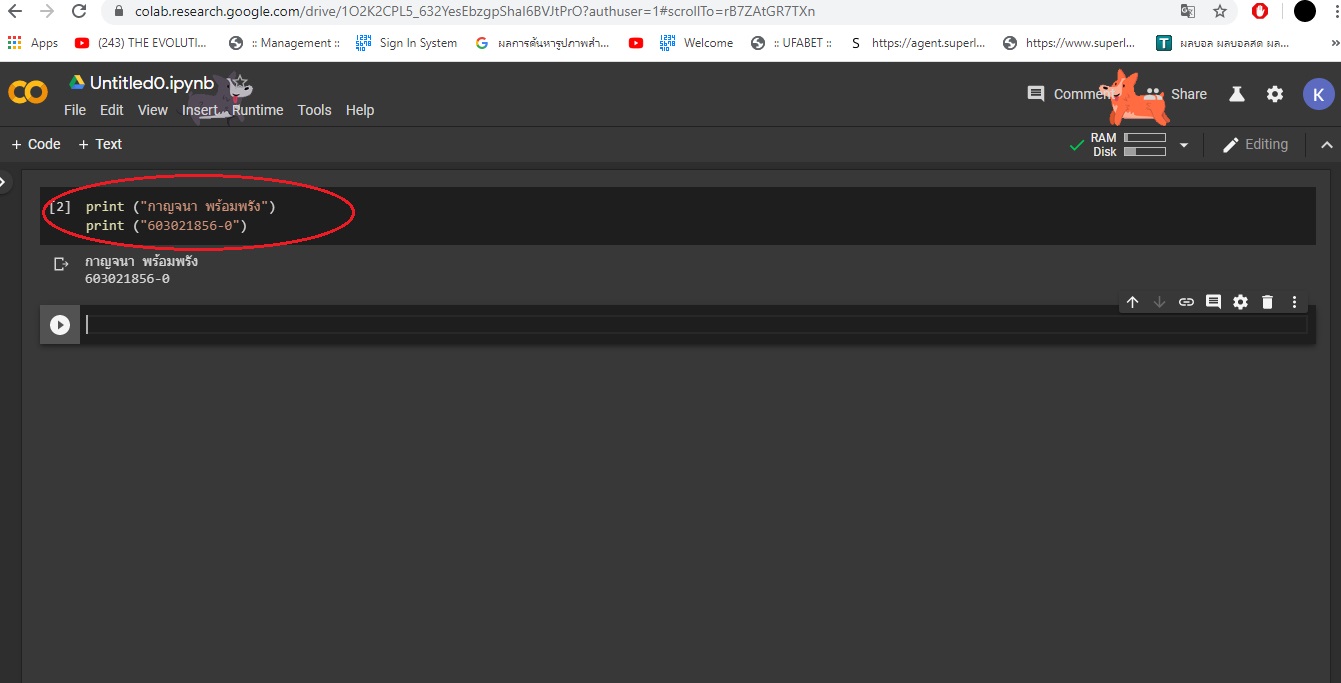 colab.research.google.com/drive/1O2K2CPL5_632YesEbzgpShaI6BVJtPrO?authuser=1#scrollTo=rB7ZAtGR7TXn
Apps (243) THE EVOLUTI... :: Management :: Sign In System ผลการค้นหารูปภาพสำ... Welcome :: UFABET :: S https://agent.superl... https://www.superl... T ผลบอล ผลบอลสด ผล... »
Untitled0.ipynb
File Edit View Insert Runtime Tools Help Comment Share K
+ Code + Text RAM Disk Editing
[2] print ("กาญจนา พร้อมพรัง")
print ("603021856-0")
กาญจนา พร้อมพรัง
603021856-0